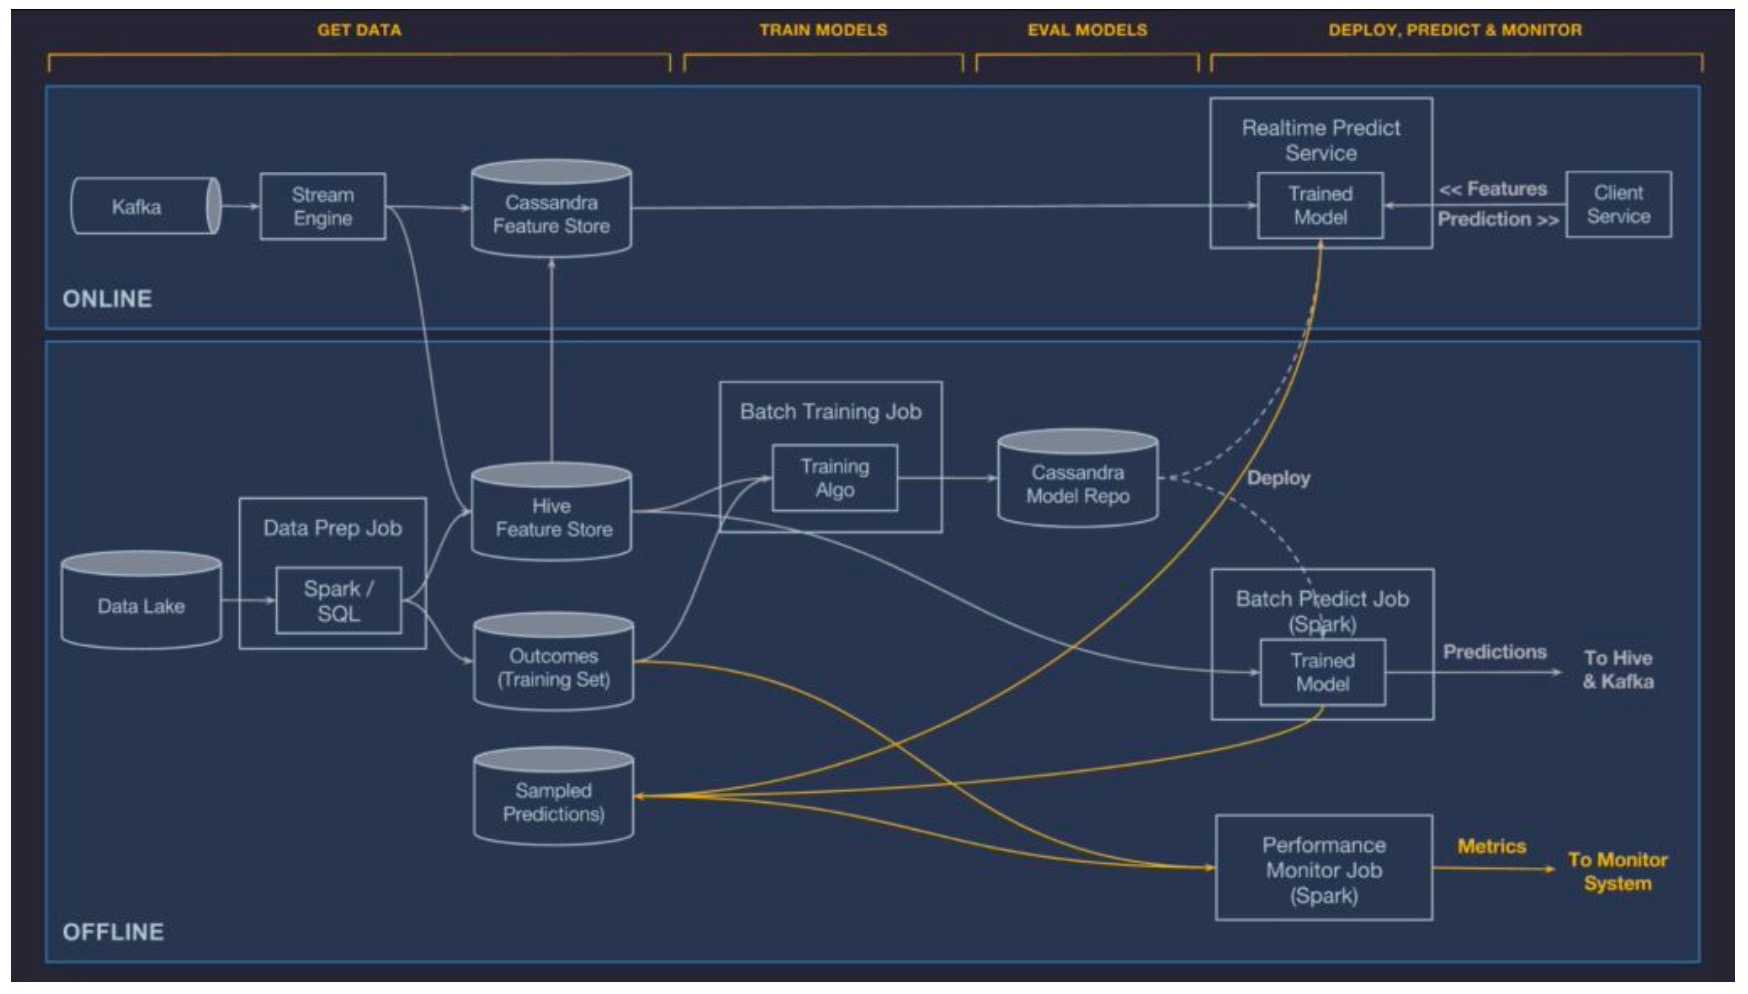 GET DATA
TRAIN MODELS
EVAL MODELS
DEPLOY, PREDICT & MONITOR
Realtime Predict
Service
Kafka
Stream
Engine
Cassandra
Feature Store
Trained
Model
<< Features
Prediction >>
Client
Service
ONLINE
Batch Training Job
Training
Algo
Cassandra
Model Repo
Deploy
Hive
Feature Store
Data Prep Job
Spark /
SQL
Data Lake
Batch Predict Job
(Spark)
Trained
Model
Predictions
To Hive
& Kafka
Outcomes
(Training Set)
Sampled
Predictions)
Performance
Monitor Job
(Spark)
Metrics
To Monitor
System
OFFLINE